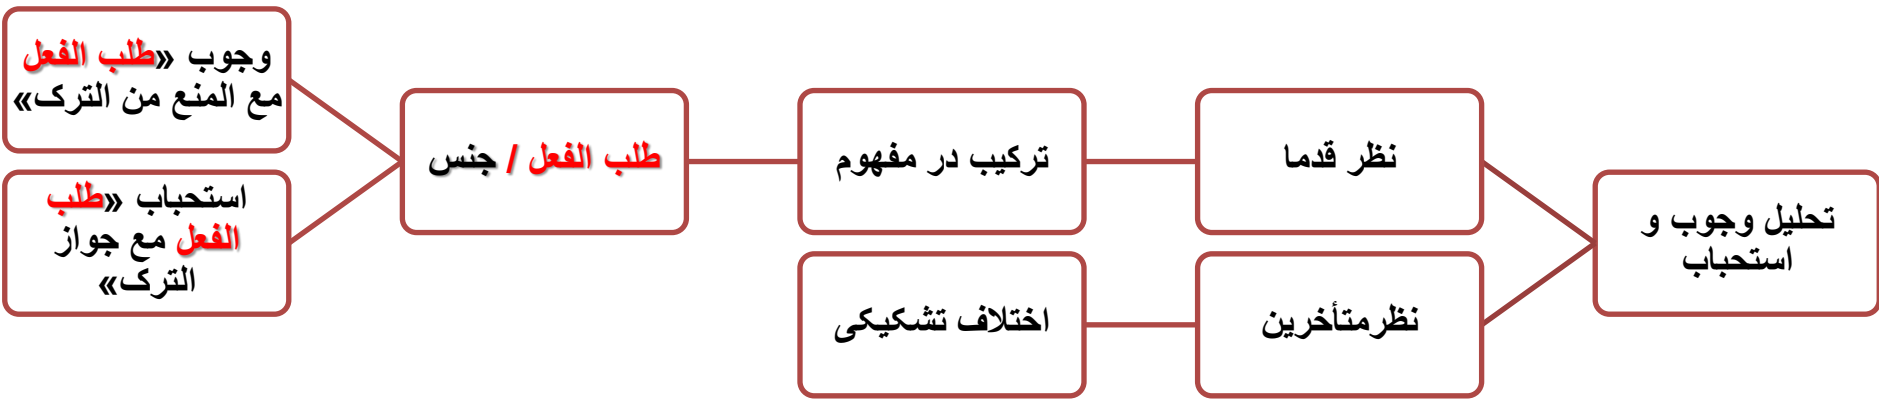 تحلیل وجوب و
استحباب
نظر قدما
ترکیب در مفهوم
طلب الفعل / جنس
وجوب «طلب الفعل
مع المنع من الترک»
استحباب «طلب
الفعل مع جواز
الترک»
نظرمتأخرین
اختلاف تشکیکی